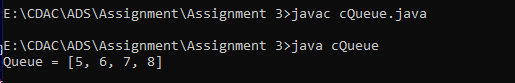 E:\CDAC\ADS\Assignment\Assignment 3>javac cQueue.java
E:\CDAC\ADS\Assignment\Assignment 3>java cQueue
Queue = [5, 6, 7, 8]